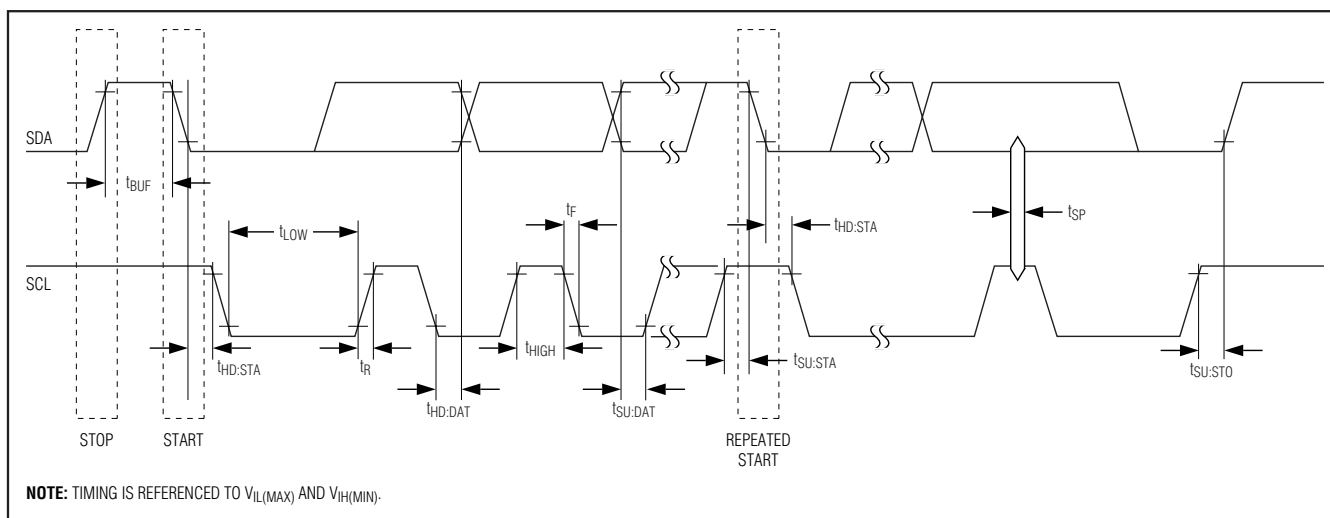 SDA
tBUF
tF
tSP
tLOW
tHD:STA
SCL
tHD:STA
tR
tHIGH
tSU:STA
tSU:STO
tHD:DAT
tSU:DAT
STOP
START
REPEATED
START
NOTE: TIMING IS REFERENCED TO VIL(MAX) AND VIH(MIN).